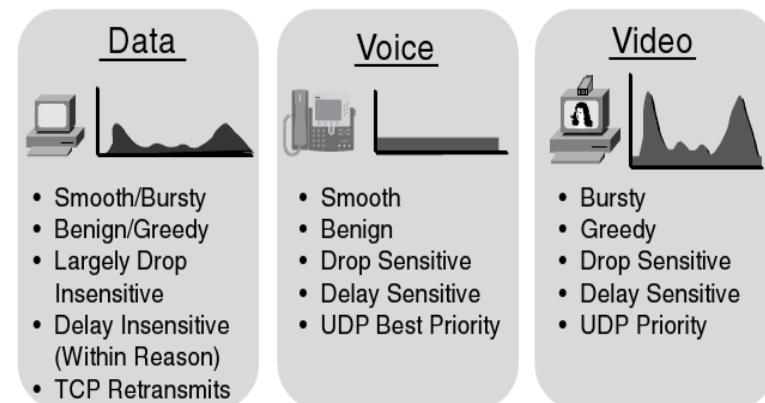 Data
• Smooth/Bursty
• Benign/Greedy
• Largely Drop
Insensitive
• Delay Insensitive
(Within Reason)
• TCP Retransmits
Voice
• Smooth
• Benign
• Drop Sensitive
• Delay Sensitive
• UDP Best Priority
Video
• Bursty
• Greedy
• Drop Sensitive
• Delay Sensitive
• UDP Priority